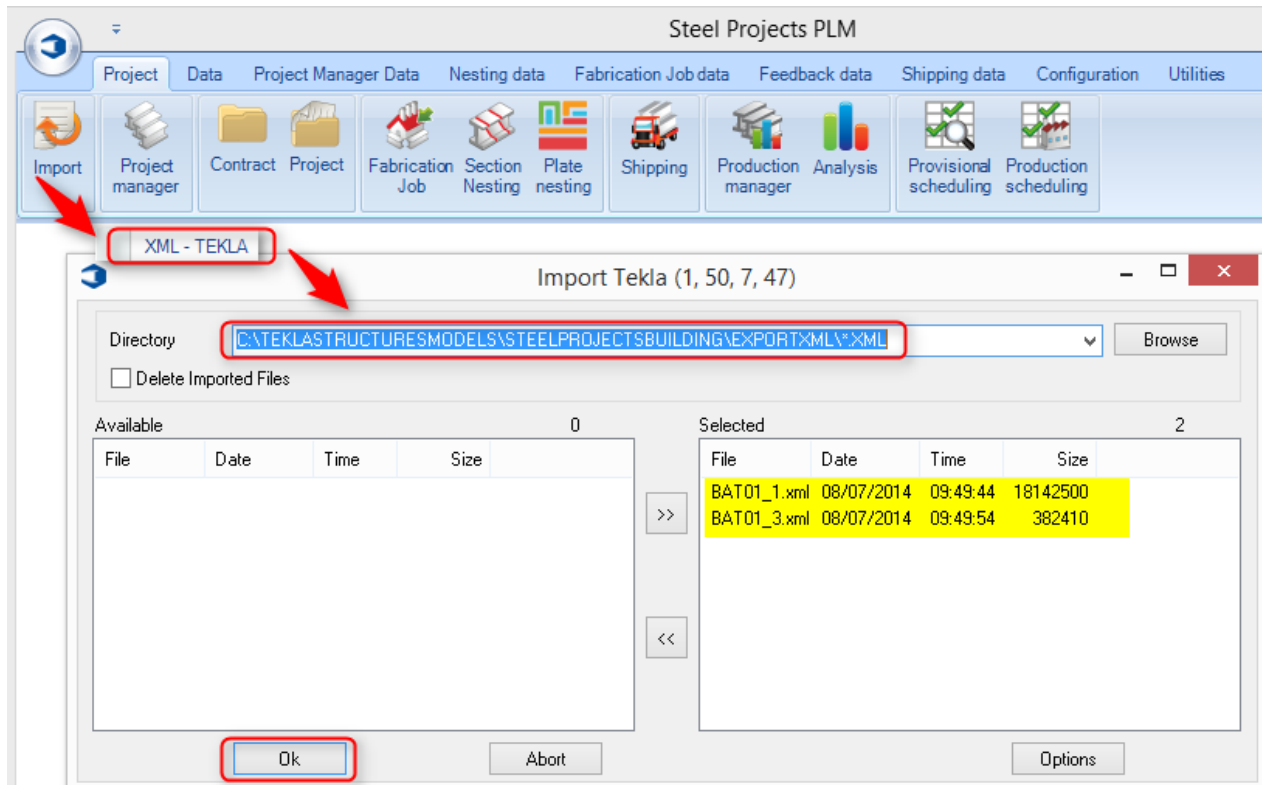 Steel Projects PLM
Project Data Project Manager Data Nesting data Fabrication Job data Feedback data Shipping data Configuration Utilities
Import
Project
manager
Contract
Project
Fabrication
Job
Section
Nesting
Plate
nesting
Shipping
Production
manager
Analysis
Provisional
scheduling
Production
scheduling
XML - TEKLA
Import Tekla (1, 50, 7, 47)
Directory C:\TEKLASTRUCTURESMODELS\STEELPROJECTSBUILDING\EXPORTXML\*.XML Browse
Delete Imported Files
Available 0
File Date Time Size
>>
<<
Selected 2
File Date Time Size
BAT01_1.xml 08/07/2014 09:49:44 18142500
BAT01_3.xml 08/07/2014 09:49:54 382410
Ok Abort Options